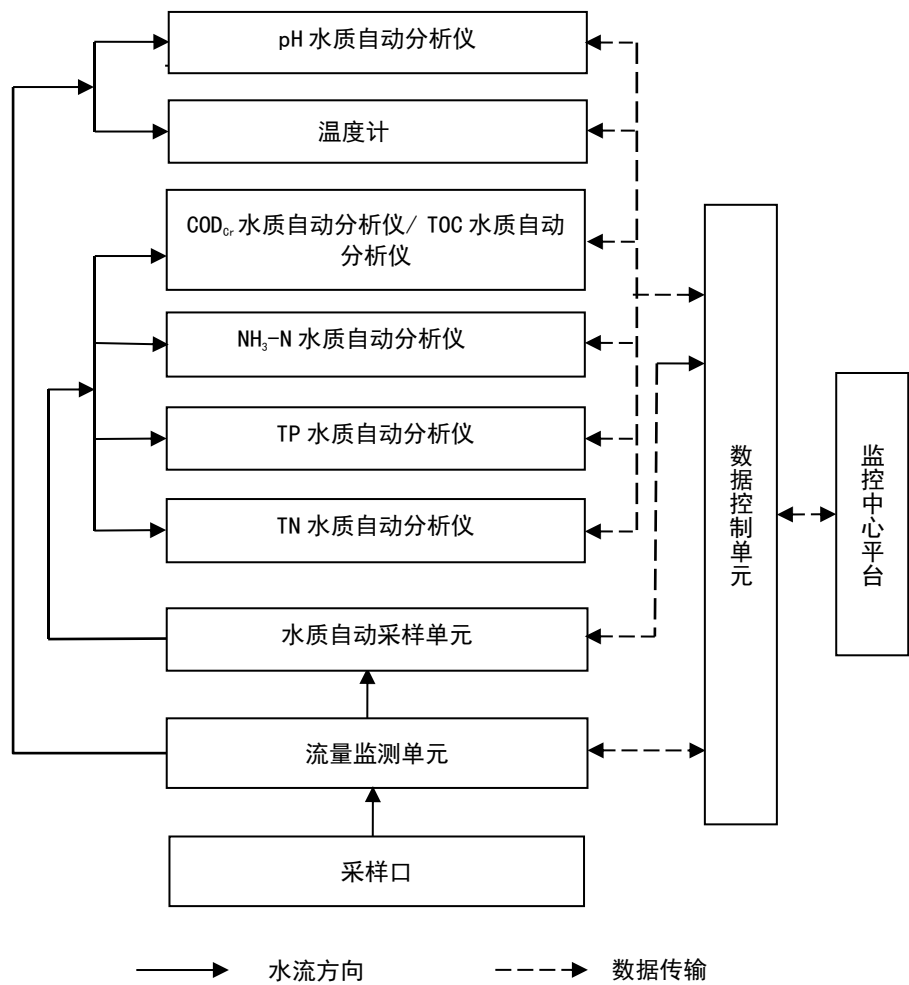 pH 水质自动分析仪
温度计
CODCr 水质自动分析仪/ TOC 水质自动
分析仪
NH3-N 水质自动分析仪
TP 水质自动分析仪
TN 水质自动分析仪
水质自动采样单元
流量监测单元
采样口
数据控制单元
监控中心平台
水流方向
数据传输